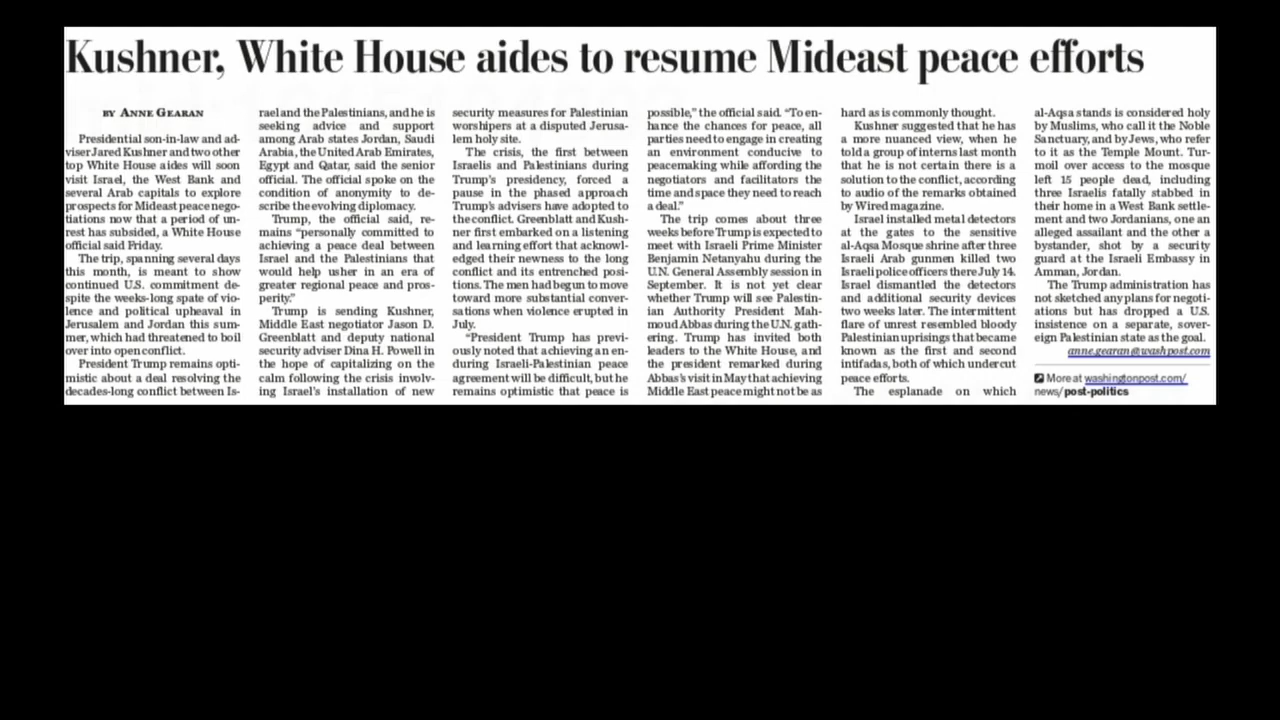 Kushner, White House aides to resume Mideast peace efforts
BY ANNE GEARAN
Presidential son-in-law and ad-
viser Jared Kushner and two other
top White House aides will soon
visit Israel, the West Bank and
several Arab capitals to explore
prospects for Mideast peace nego-
tiations now that a period of un-
rest has subsided, a White House
official said Friday.
The trip, spanning several days
this month, is meant to show
continued U.S. commitment de-
spite the weeks-long spate of vio-
lence and political upheaval in
Jerusalem and Jordan this sum-
mer, which had threatened to boil
over into open conflict.
President Trump remains opti-
mistic about a deal resolving the
decades-long conflict between Is-
rael and the Palestinians, and he is
seeking advice and support
among Arab states Jordan, Saudi
Arabia, the United Arab Emirates,
Egypt and Qatar, said the senior
official. The official spoke on the
condition of anonymity to de-
scribe the evolving diplomacy.
Trump, the official said, re-
mains “personally committed to
achieving a peace deal between
Israel and the Palestinians that
would help usher in an era of
greater regional peace and pros-
perity.”
Trump is sending Kushner,
Middle East negotiator Jason D.
Greenblatt and deputy national
security adviser Dina H. Powell in
the hope of capitalizing on the
calm following the crisis involv-
ing Israel’s installation of new
security measures for Palestinian
worshipers at a disputed Jerusa-
lem holy site.
The crisis, the first between
Israelis and Palestinians during
Trump’s presidency, forced a
pause in the phased approach
Trump’s advisers have adopted to
the conflict. Greenblatt and Kush-
ner first embarked on a listening
and learning effort that acknowl-
edged their newness to the long
conflict and its entrenched posi-
tions. The men had begun to move
toward more substantial conver-
sations when violence erupted in
July.
“President Trump has previ-
ously noted that achieving an en-
during Israeli-Palestinian peace
agreement will be difficult, but he
remains optimistic that peace is
possible,” the official said. “To en-
hance the chances for peace, all
parties need to engage in creating
an environment conducive to
peacemaking while affording the
negotiators and facilitators the
time and space they need to reach
a deal.”
The trip comes about three
weeks before Trump is expected to
meet with Israeli Prime Minister
Benjamin Netanyahu during the
U.N. General Assembly session in
September. It is not yet clear
whether Trump will see Palestin-
ian Authority President Mah-
moud Abbas during the U.N. gath-
ering. Trump has invited both
leaders to the White House, and
the president remarked during
Abbas’s visit in May that achieving
Middle East peace might not be as
hard as is commonly thought.
Kushner suggested that he has
a more nuanced view, when he
told a group of interns last month
that he is not certain there is a
solution to the conflict, according
to audio of the remarks obtained
by Wired magazine.
Israel installed metal detectors
at the gates to the sensitive
al-Aqsa Mosque shrine after three
Israeli Arab gunmen killed two
Israeli police officers there July 14.
Israel dismantled the detectors
and additional security devices
two weeks later. The intermittent
flare of unrest resembled bloody
Palestinian uprisings that became
known as the first and second
intifadas, both of which undercut
peace efforts.
The esplanade on which
al-Aqsa stands is considered holy
by Muslims, who call it the Noble
Sanctuary, and by Jews, who refer
to it as the Temple Mount. Tur-
moil over access to the mosque
left 15 people dead, including
three Israelis fatally stabbed in
their home in a West Bank settle-
ment and two Jordanians, one an
alleged assailant and the other a
bystander, shot by a security
guard at the Israeli Embassy in
Amman, Jordan.
The Trump administration has
not sketched any plans for negoti-
ations but has dropped a U.S.
insistence on a separate, sover-
eign Palestinian state as the goal.
anne.gearan@washpost.com
More at washingtonpost.com/
news/post-politics